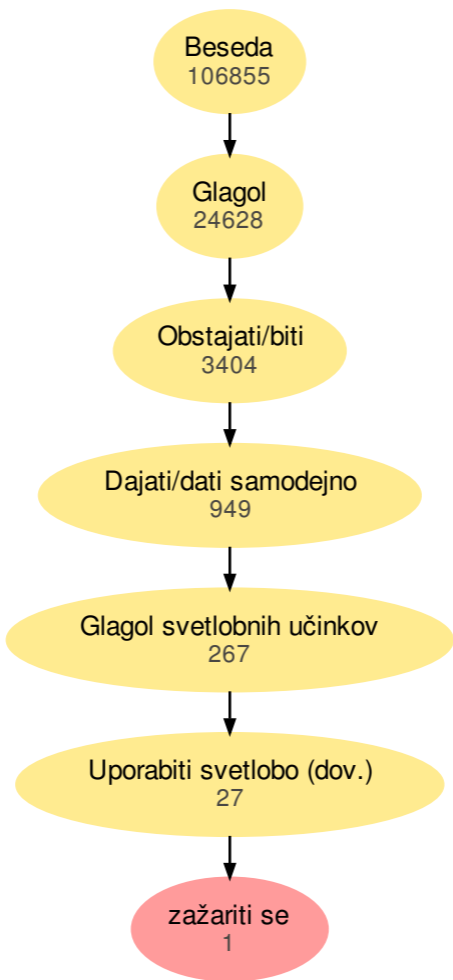 Beseda
106855
Glagol
24628
Obstajati/biti
3404
Dajati/dati samodejno
949
Glagol svetlobnih učinkov
267
Uporabiti svetlobo (dov.)
27
zažariti se
1